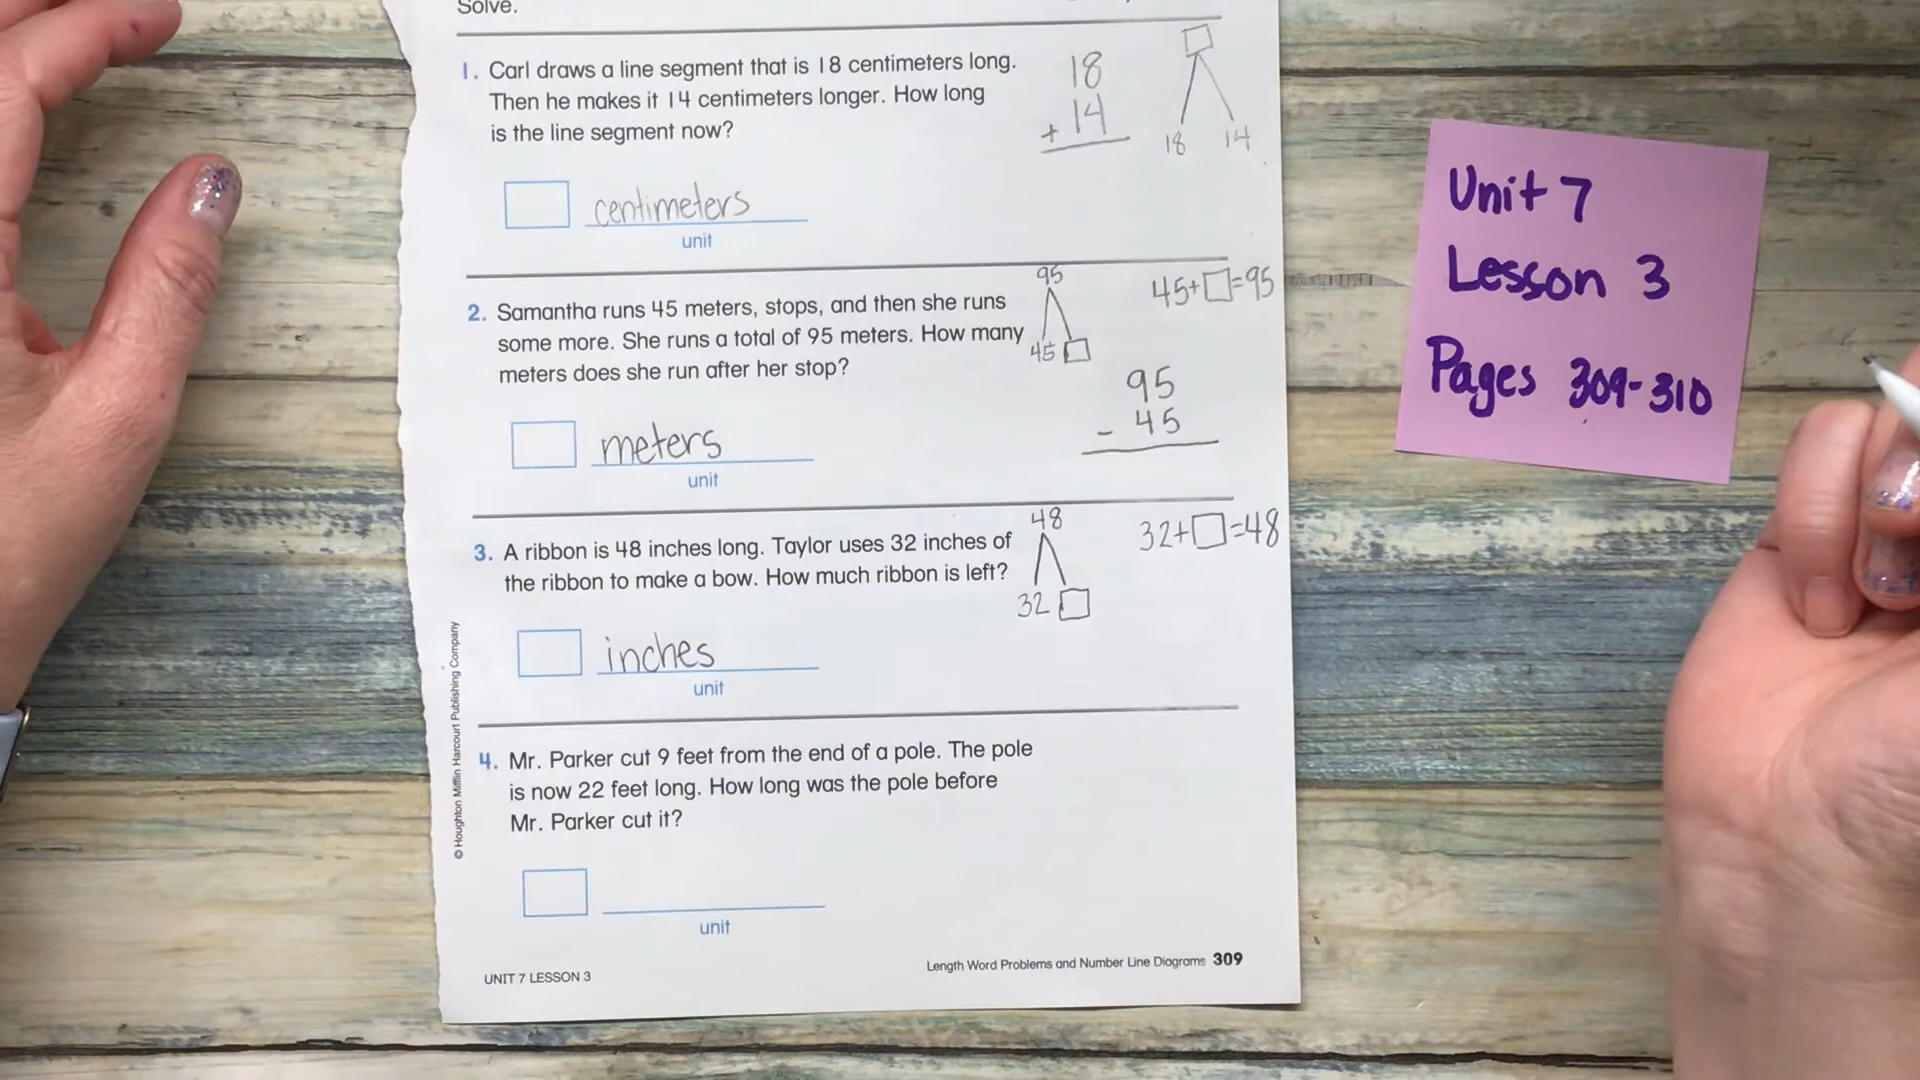 Solve.
1. Carl draws a line segment that is 18 centimeters long.
Then he makes it 14 centimeters longer. How long
is the line segment now?
18
+ 14
18 14
centimeters
unit
2. Samantha runs 45 meters, stops, and then she runs
some more. She runs a total of 95 meters. How many
meters does she run after her stop?
95
45 □
45+□=95
95
- 45
meters
unit
3. A ribbon is 48 inches long. Taylor uses 32 inches of
the ribbon to make a bow. How much ribbon is left?
48
32 □
32+□=48
inches
unit
4. Mr. Parker cut 9 feet from the end of a pole. The pole
is now 22 feet long. How long was the pole before
Mr. Parker cut it?
unit
© Houghton Mifflin Harcourt Publishing Company
UNIT 7 LESSON 3
Length Word Problems and Number Line Diagrams 309
Unit 7
Lesson 3
Pages 309-310